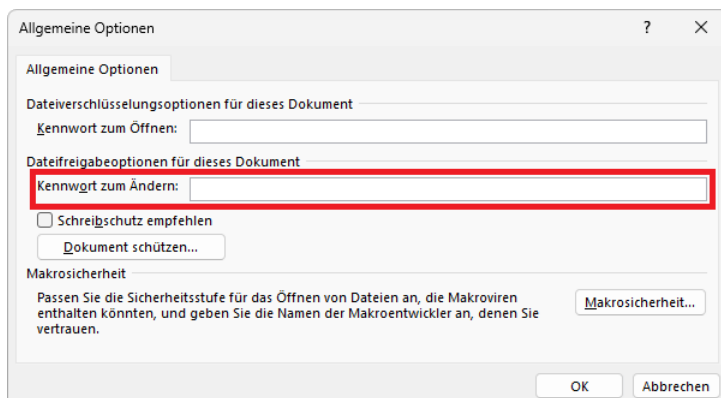 Allgemeine Optionen
?
Allgemeine Optionen
Dateiverschlüsselungsoptionen für dieses Dokument
Kennwort zum Öffnen:
Dateifreigabeoptionen für dieses Dokument
Kennwort zum Ändern:
Schreibschutz empfehlen
Dokument schützen...
Makrosicherheit
Passen Sie die Sicherheitsstufe für das Öffnen von Dateien an, die Makroviren
enthalten könnten, und geben Sie die Namen der Makroentwickler an, denen Sie
vertrauen.
Makrosicherheit...
OK
Abbrechen